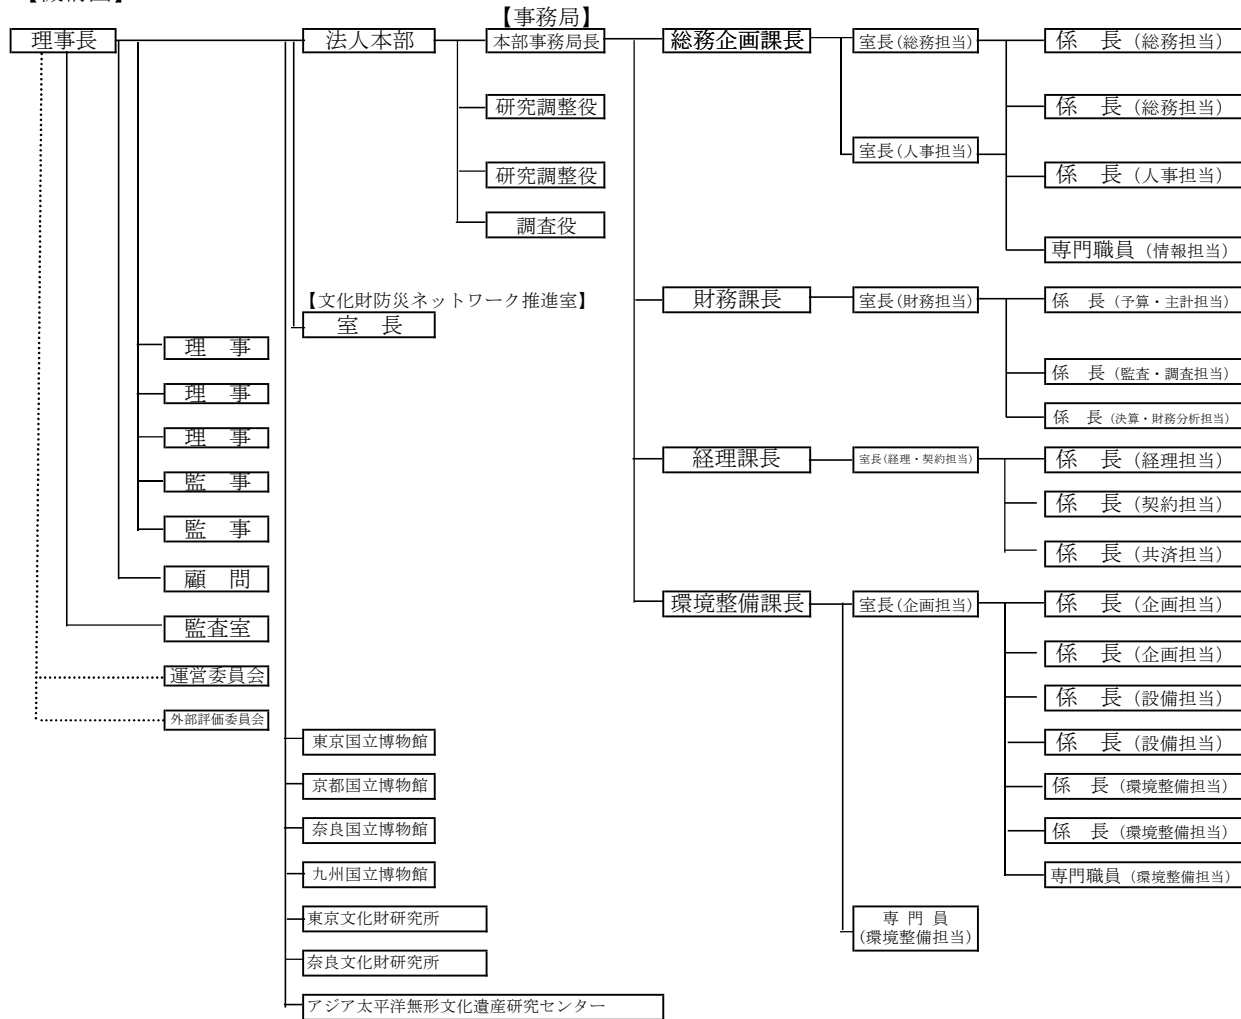 【機構図】
【事務局】
理事長
法人本部
本部事務局長
総務企画課長
室長(総務担当)
係　長（総務担当）
研究調整役
係　長（総務担当）
室長(人事担当)
研究調整役
係　長（人事担当）
調査役
専門職員（情報担当）
【文化財防災ネットワーク推進室】
室　長
財務課長
室長(財務担当)
係　長（予算・主計担当）
係　長（監査・調査担当）
係　長（決算・財務分析担当）
理　事
理　事
理　事
監　事
監　事
顧　問
監査室
運営委員会
外部評価委員会
経理課長
室長(経理・契約担当)
係　長（経理担当）
係　長（契約担当）
係　長（共済担当）
環境整備課長
室長(企画担当)
係　長（企画担当）
係　長（企画担当）
係　長（設備担当）
係　長（設備担当）
係　長（環境整備担当）
係　長（環境整備担当）
専門職員（環境整備担当）
専 門 員
(環境整備担当)
東京国立博物館
京都国立博物館
奈良国立博物館
九州国立博物館
東京文化財研究所
奈良文化財研究所
アジア太平洋無形文化遺産研究センター